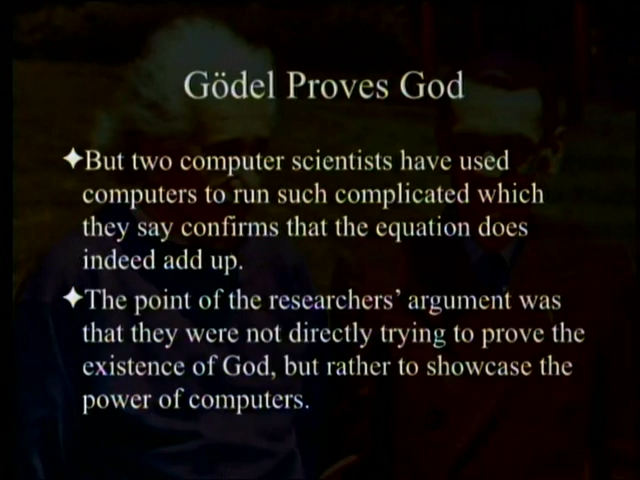 Gödel Proves God
✦But two computer scientists have used
computers to run such complicated which
they say confirms that the equation does
indeed add up.
✦The point of the researchers' argument was
that they were not directly trying to prove the
existence of God, but rather to showcase the
power of computers.